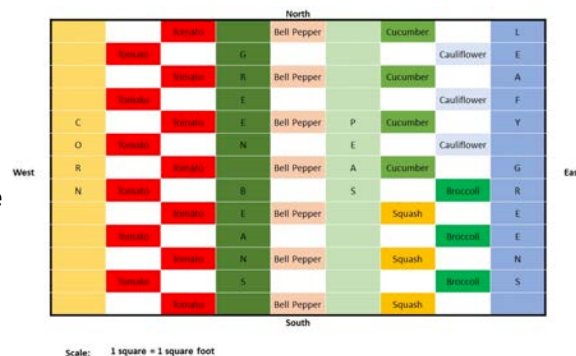 North
Tomato Bell Pepper Cucumber L
Tomato G Cauliflower E
Tomato R Bell Pepper Cucumber A
Tomato E Cauliflower F
C Tomato E Bell Pepper P Cucumber Y
O Tomato N E Cauliflower
West R Tomato Bell Pepper A Cucumber G Eas
e N Tomato B S Broccoli R
Tomato E Bell Pepper Squash E
Tomato A Broccoli E
Tomato N Bell Pepper Squash N
Tomato S Broccoli S
Tomato Bell Pepper Squash
South
Scale: 1 square = 1 square foot